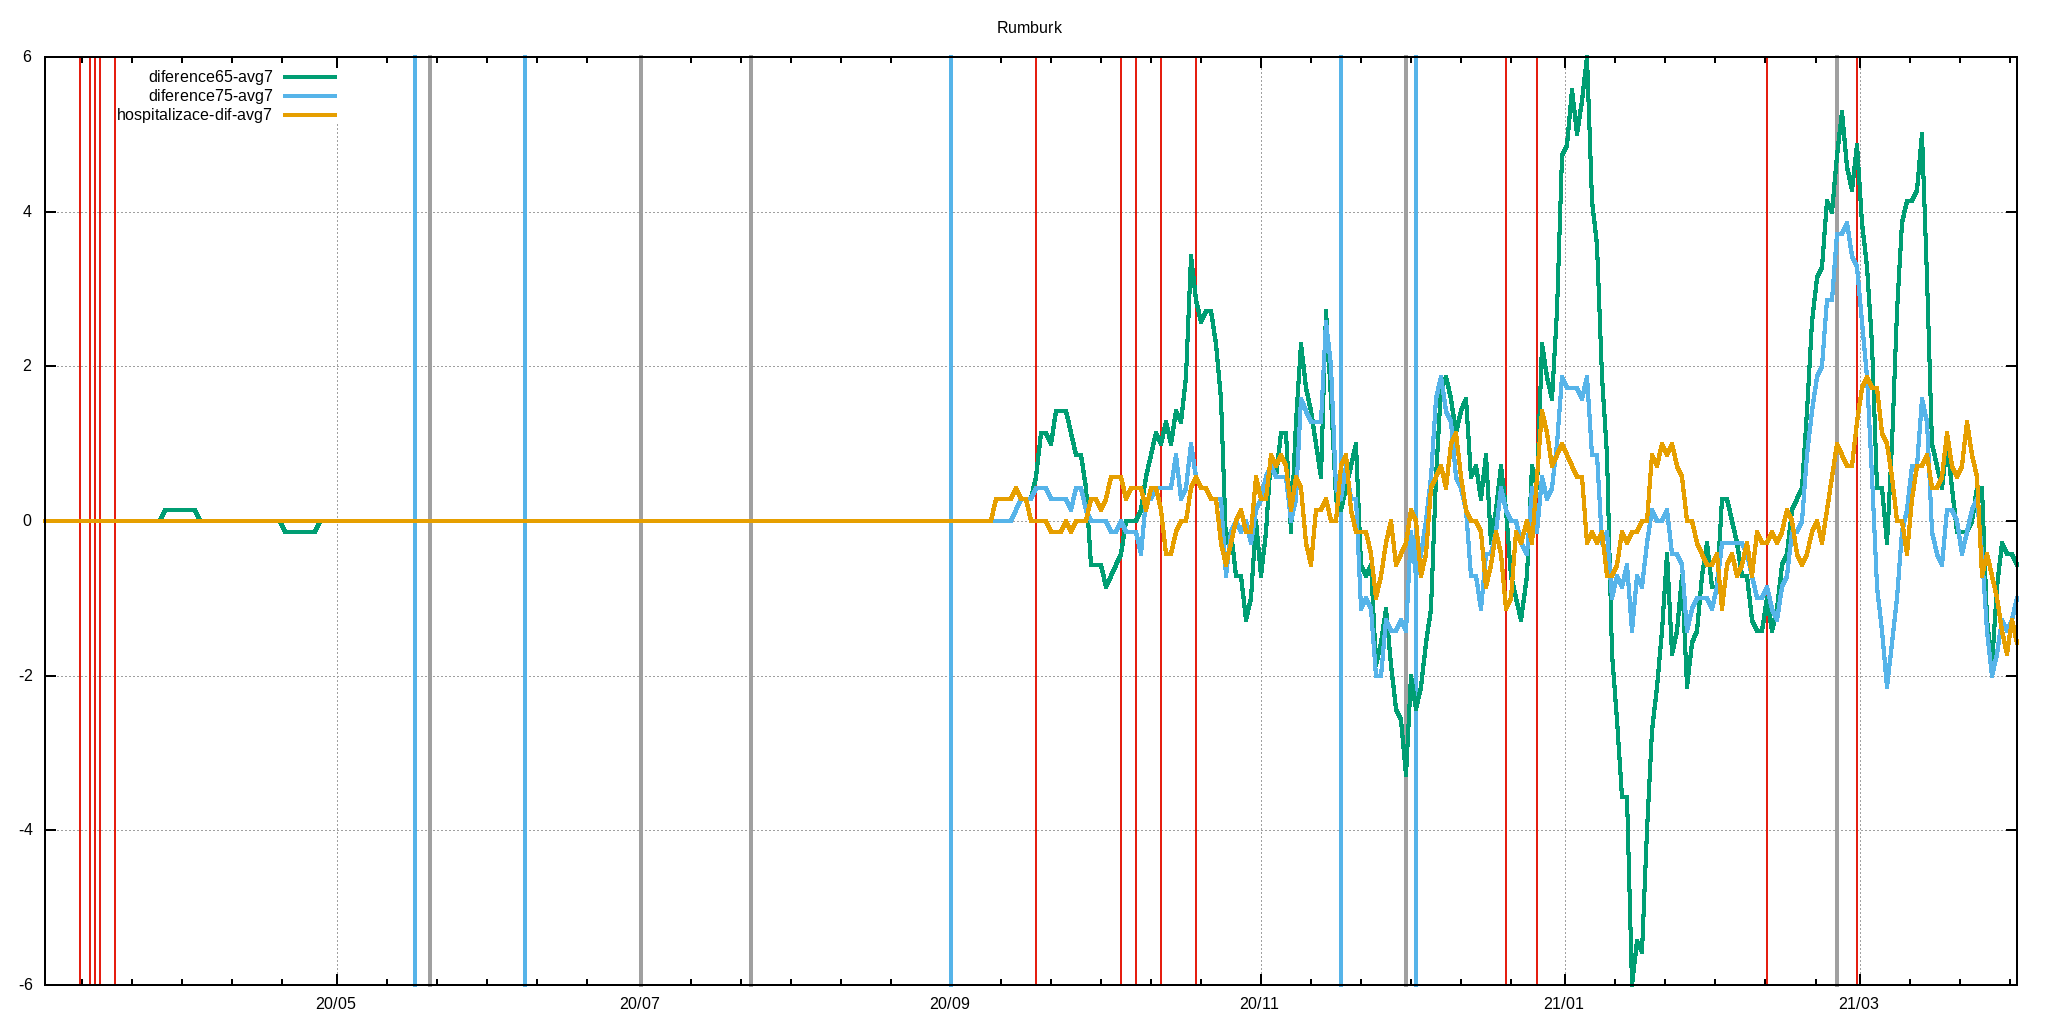 Rumburk
6
diference65-avg7
diference75-avg7
hospitalizace-dif-avg7
4
2
0
-2
-4
-6
20/05 20/07 20/09 20/11 21/01 21/03